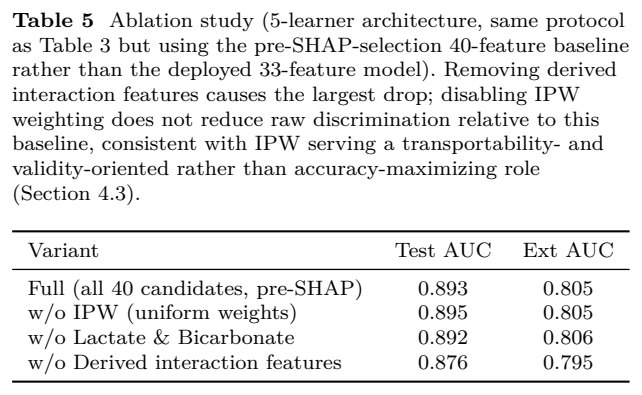 Table 5 Ablation study (5-learner architecture, same protocol
as Table 3 but using the pre-SHAP-selection 40-feature baseline
rather than the deployed 33-feature model). Removing derived
interaction features causes the largest drop; disabling IPW
weighting does not reduce raw discrimination relative to this
baseline, consistent with IPW serving a transportability- and
validity-oriented rather than accuracy-maximizing role
(Section 4.3).
Variant Test AUC Ext AUC
Full (all 40 candidates, pre-SHAP) 0.893 0.805
w/o IPW (uniform weights) 0.895 0.805
w/o Lactate & Bicarbonate 0.892 0.806
w/o Derived interaction features 0.876 0.795